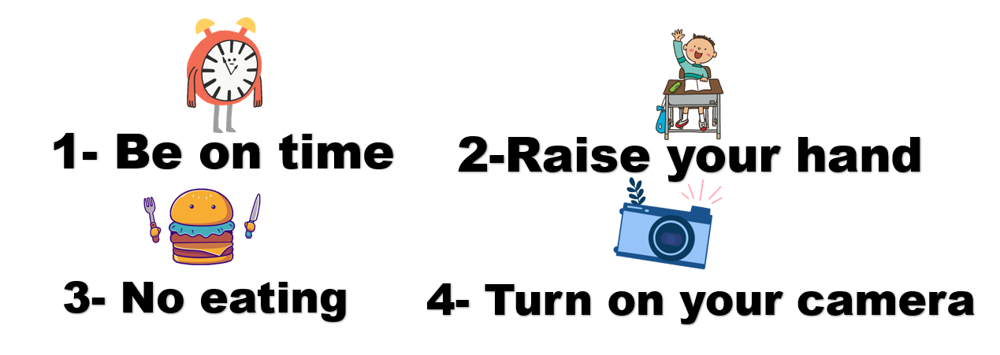 1- Be on time
2-Raise your hand
3- No eating
4- Turn on your camera